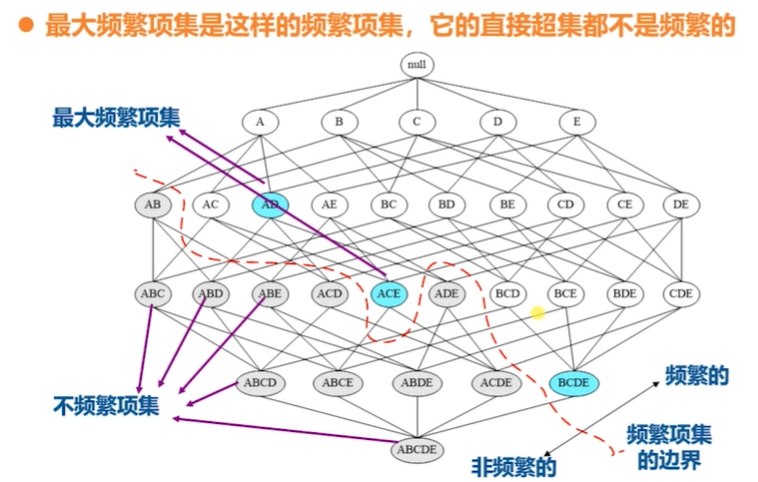 ● 最大频繁项集是这样的频繁项集，它的直接超集都不是频繁的
null
最大频繁项集
A B C D E
AB AC AD AE BC BD BE CD CE DE
ABC ABD ABE ACD ACE ADE BCD BCE BDE CDE
ABCD ABCE ABDE ACDE BCDE
频繁的
不频繁项集
频繁项集
的边界
ABCDE
非频繁的